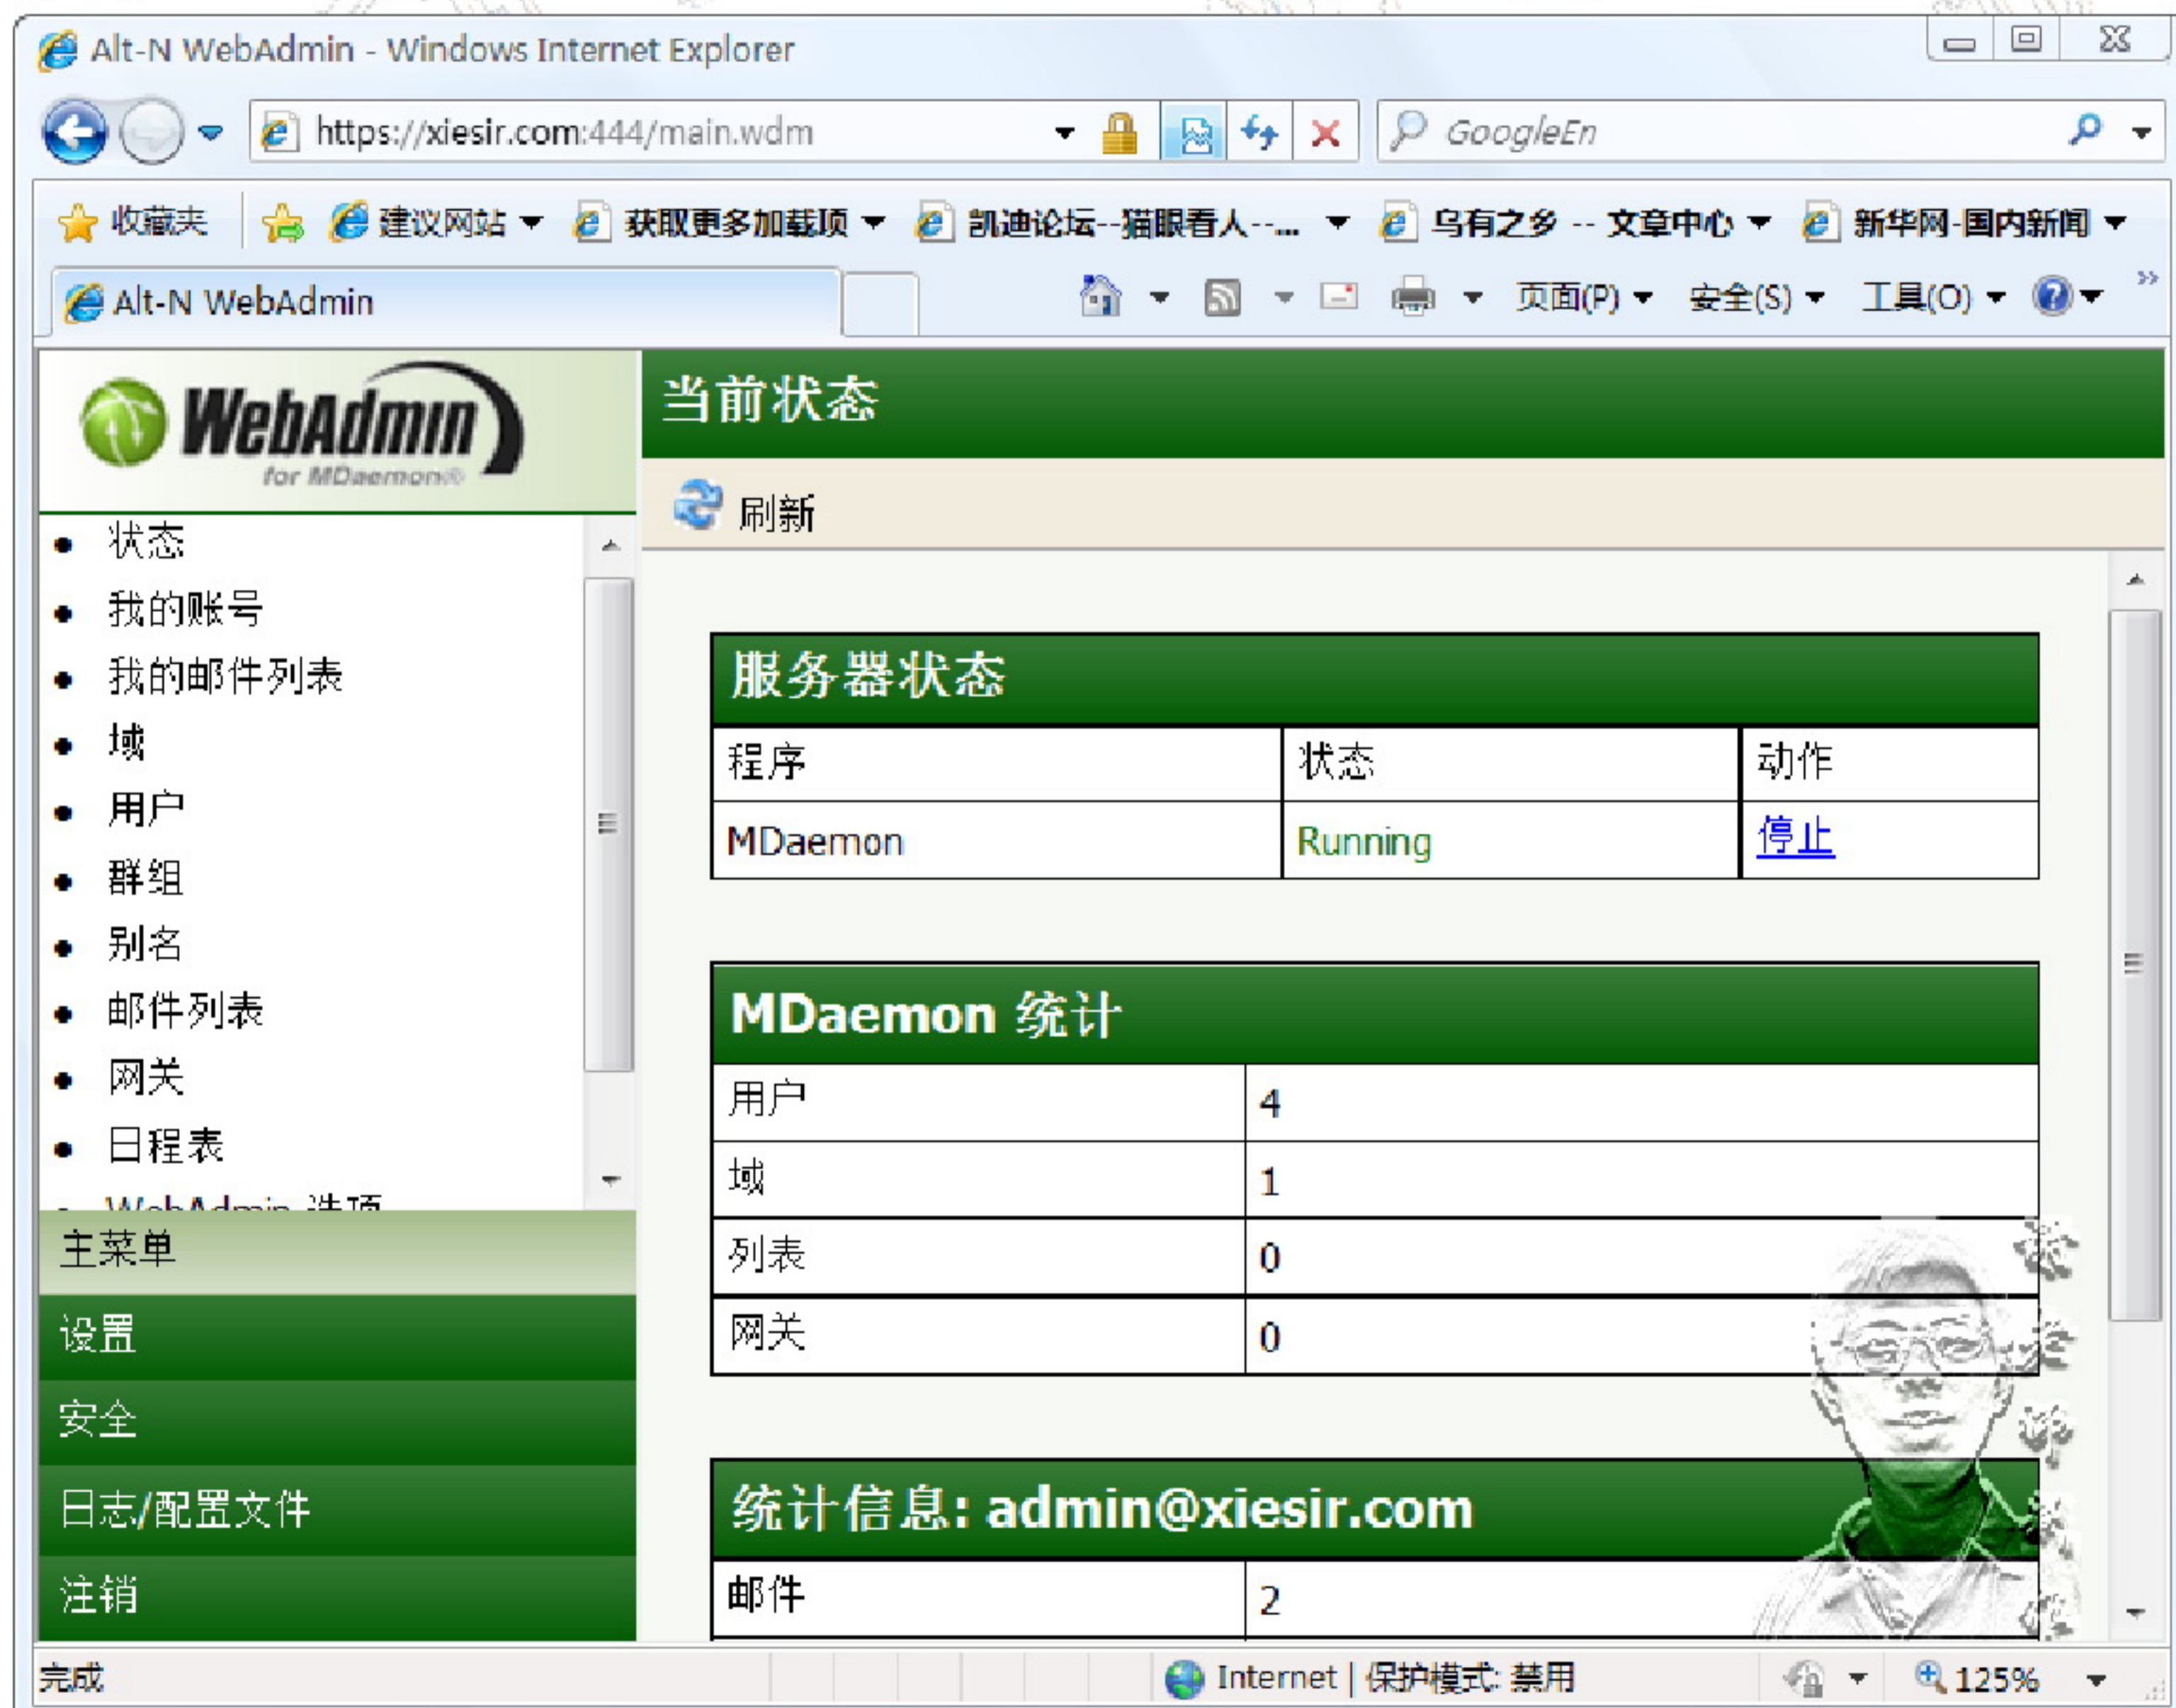 Alt-N WebAdmin - Windows Internet Explorer
https://xiesir.com:444/main.wdm
GoogleEn
收藏夹 建议网站 获取更多加载项 凯迪论坛--猫眼看人--... 乌有之乡 -- 文章中心 新华网-国内新闻
Alt-N WebAdmin 页面(P) 安全(S) 工具(O)
WebAdmin
for MDaemon®
状态
我的账号
我的邮件列表
域
用户
群组
别名
邮件列表
网关
日程表
WebAdmin 选项
主菜单
设置
安全
日志/配置文件
注销
当前状态
刷新
服务器状态
程序 状态 动作
MDaemon Running 停止
MDaemon 统计
用户 4
域 1
列表 0
网关 0
统计信息: admin@xiesir.com
邮件 2
完成 Internet | 保护模式: 禁用 125%